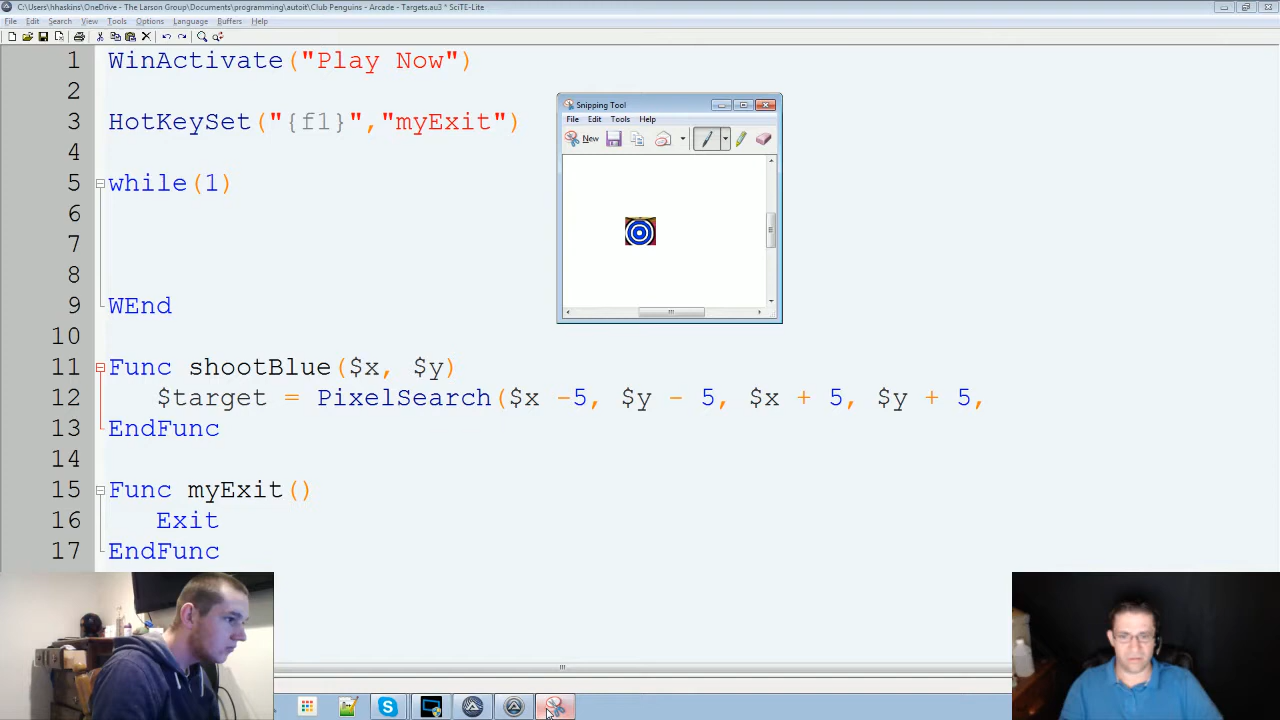 C:\Users\hhaskins\OneDrive - The Larson Group\Documents\programming\autoit\Club Penguins - Arcade - Targets.au3 * SciTE-Lite
File Edit Search View Tools Options Language Buffers Help
1 WinActivate("Play Now")
2
3 HotKeySet("{f1}","myExit")
4
5 while(1)
6
7
8
9 WEnd
10
11 Func shootBlue($x, $y)
12 $target = PixelSearch($x -5, $y - 5, $x + 5, $y + 5,
13 EndFunc
14
15 Func myExit()
16 Exit
17 EndFunc
Snipping Tool
File Edit Tools Help
New